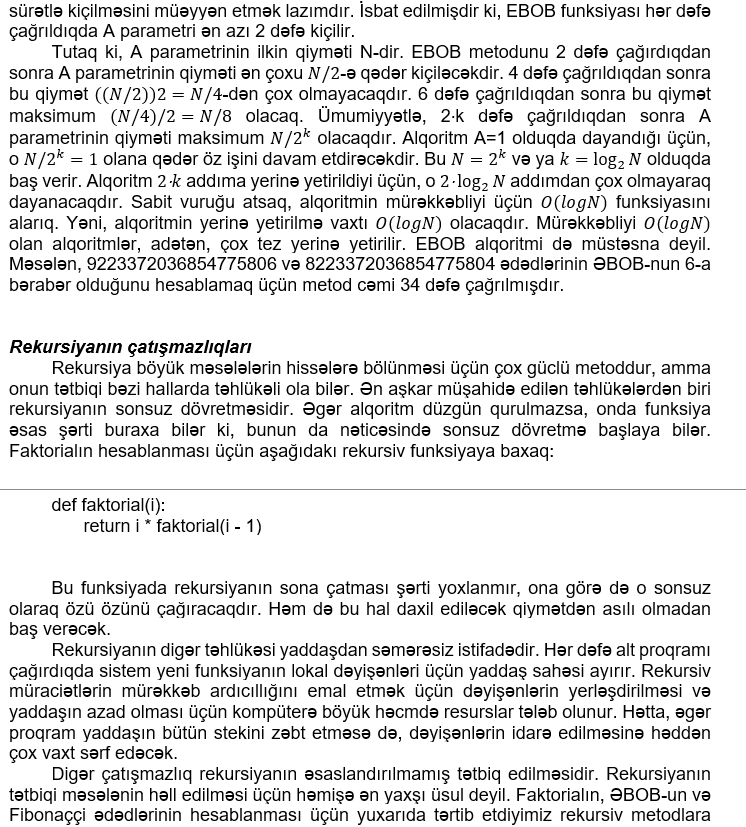 sürətlə kiçilməsini müəyyən etmək lazımdır. İsbat edilmişdir ki, EBOB funksiyası hər dəfə
çağrıldıqda A parametri ən azı 2 dəfə kiçilir.
Tutaq ki, A parametrinin ilkin qiyməti N-dir. EBOB metodunu 2 dəfə çağırdıqdan
sonra A parametrinin qiyməti ən çoxu N/2-ə qədər kiçiləcəkdir. 4 dəfə çağrıldıqdan sonra
bu qiymət ((N/2))2 = N/4-dən çox olmayacaqdır. 6 dəfə çağrıldıqdan sonra bu qiymət
maksimum (N/4)/2 = N/8 olacaq. Ümumiyyətlə, 2·k dəfə çağrıldıqdan sonra A
parametrinin qiyməti maksimum N/2ᵏ olacaqdır. Alqoritm A=1 olduqda dayandığı üçün,
o N/2ᵏ = 1 olana qədər öz işini davam etdirəcəkdir. Bu N = 2ᵏ və ya k = log₂ N olduqda
baş verir. Alqoritm 2·k addıma yerinə yetirildiyi üçün, o 2·log₂ N addımdan çox olmayaraq
dayanacaqdır. Sabit vuruğu atsaq, alqoritmin mürəkkəbliyi üçün O(logN) funksiyasını
alarıq. Yəni, alqoritmin yerinə yetirilmə vaxtı O(logN) olacaqdır. Mürəkkəbliyi O(logN)
olan alqoritmlər, adətən, çox tez yerinə yetirilir. EBOB alqoritmi də müstəsna deyil.
Məsələn, 9223372036854775806 və 8223372036854775804 ədədlərinin ƏBOB-nun 6-a
bərabər olduğunu hesablamaq üçün metod cəmi 34 dəfə çağrılmışdır.
Rekursiyanın çatışmazlıqları
Rekursiya böyük məsələlərin hissələrə bölünməsi üçün çox güclü metoddur, amma
onun tətbiqi bəzi hallarda təhlükəli ola bilər. Ən aşkar müşahidə edilən təhlükələrdən biri
rekursiyanın sonsuz dövretməsidir. Əgər alqoritm düzgün qurulmazsa, onda funksiya
əsas şərti buraxa bilər ki, bunun da nəticəsində sonsuz dövretmə başlaya bilər.
Faktorialın hesablanması üçün aşağıdakı rekursiv funksiyaya baxaq:
def faktorial(i):
return i * faktorial(i - 1)
Bu funksiyada rekursiyanın sona çatması şərti yoxlanmır, ona görə də o sonsuz
olaraq özü özünü çağıracaqdır. Həm də bu hal daxil ediləcək qiymətdən asılı olmadan
baş verəcək.
Rekursiyanın digər təhlükəsi yaddaşdan səmərəsiz istifadədir. Hər dəfə alt proqramı
çağırdıqda sistem yeni funksiyanın lokal dəyişənləri üçün yaddaş sahəsi ayırır. Rekursiv
müraciətlərin mürəkkəb ardıcıllığını emal etmək üçün dəyişənlərin yerləşdirilməsi və
yaddaşın azad olması üçün kompüterə böyük həcmdə resurslar tələb olunur. Hətta, əgər
proqram yaddaşın bütün stekini zəbt etməsə də, dəyişənlərin idarə edilməsinə həddən
çox vaxt sərf edəcək.
Digər çatışmazlıq rekursiyanın əsaslandırılmamış tətbiq edilməsidir. Rekursiyanın
tətbiqi məsələnin həll edilməsi üçün həmişə ən yaxşı üsul deyil. Faktorialın, ƏBOB-un və
Fibonaççi ədədlərinin hesablanması üçün yuxarıda tərtib etdiyimiz rekursiv metodlara